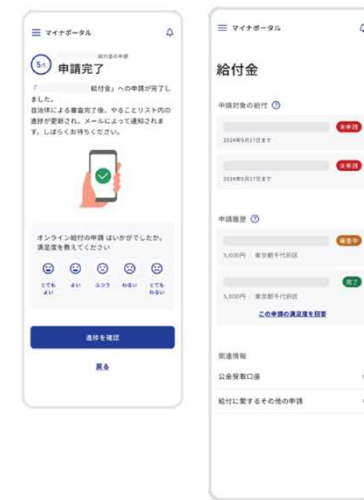 マイナポータル
5/5
給付金の申請
申請完了
「　　　　　　給付金」への申請が完了し
ました。
自治体による審査完了後、やることリスト内の
進捗が更新され、メールによって通知されま
す。しばらくお待ちください。
オンライン給付の申請 はいかがでしたか。
満足度を教えてください
とても
よい
よい
ふつう
わるい
とても
わるい
進捗を確認
戻る
マイナポータル
給付金
申請対象の給付
未申請
2024年9月17日まで
未申請
2024年9月17日まで
申請履歴
審査中
5,000円 | 東京都千代田区
完了
5,000円 | 東京都千代田区
この申請の満足度を回答
関連情報
公金受取口座
給付に関するその他の申請